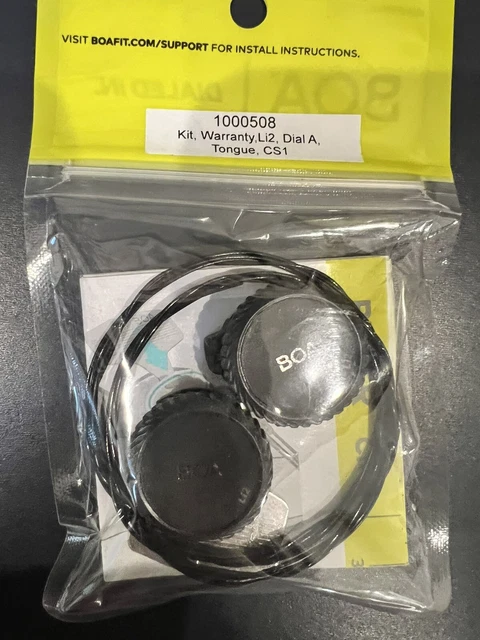 VISIT BOAFIT.COM/SUPPORT FOR INSTALL INSTRUCTIONS.
BOA DIALED IN.
1000508
Kit, Warranty,Li2, Dial A,
Tongue, CS1
BOA
BOA
Li2